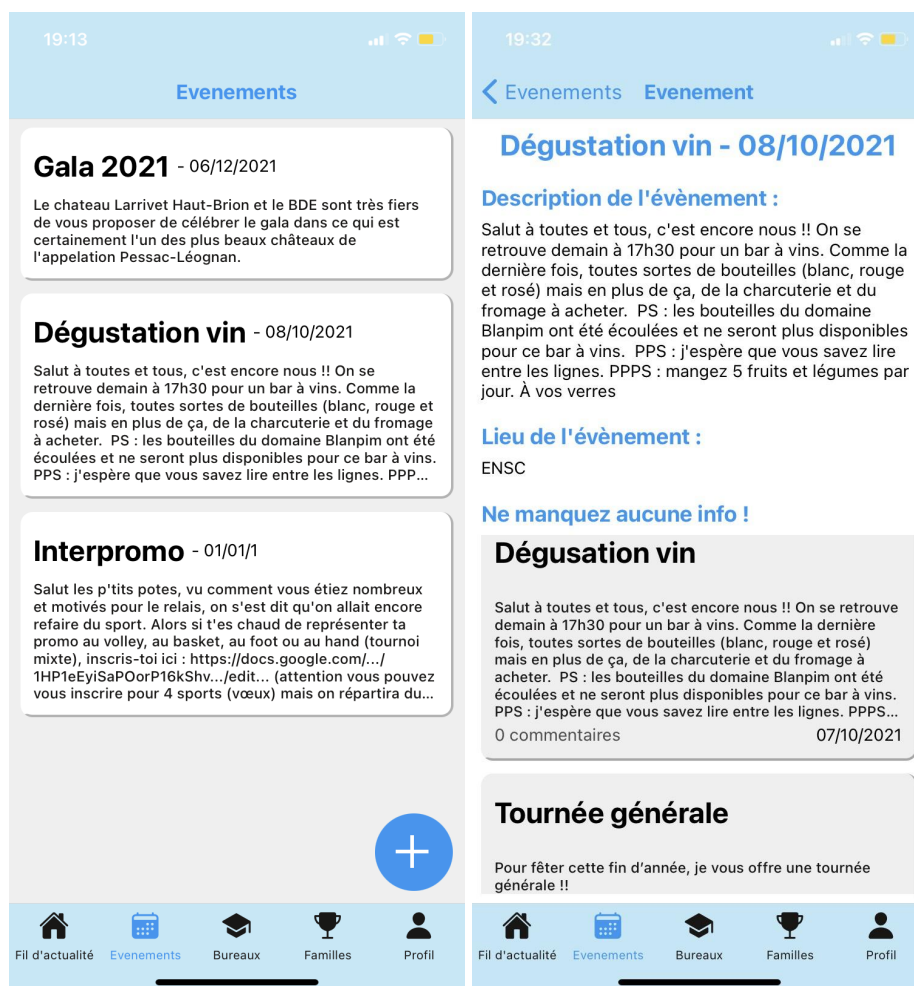 19:13
Evenements
Gala 2021 - 06/12/2021
Le chateau Larrivet Haut-Brion et le BDE sont très fiers
de vous proposer de célébrer le gala dans ce qui est
certainement l'un des plus beaux châteaux de
l'appelation Pessac-Léognan.
Dégustation vin - 08/10/2021
Salut à toutes et tous, c'est encore nous !! On se
retrouve demain à 17h30 pour un bar à vins. Comme la
dernière fois, toutes sortes de bouteilles (blanc, rouge et
rosé) mais en plus de ça, de la charcuterie et du fromage
à acheter.  PS : les bouteilles du domaine Blanpim ont été
écoulées et ne seront plus disponibles pour ce bar à vins.
PPS : j'espère que vous savez lire entre les lignes. PPP...
Interpromo - 01/01/1
Salut les p'tits potes, vu comment vous étiez nombreux
et motivés pour le relais, on s'est dit qu'on allait encore
refaire du sport. Alors si t'es chaud de représenter ta
promo au volley, au basket, au foot ou au hand (tournoi
mixte), inscris-toi ici : https://docs.google.com/.../
1HP1eEyiSaPOorP16kShv.../edit... (attention vous pouvez
vous inscrire pour 4 sports (vœux) mais on répartira du...
Fil d'actualité
Evenements
Bureaux
Familles
Profil
19:32
Evenements
Evenement
Dégustation vin - 08/10/2021
Description de l'évènement :
Salut à toutes et tous, c'est encore nous !! On se
retrouve demain à 17h30 pour un bar à vins. Comme la
dernière fois, toutes sortes de bouteilles (blanc, rouge
et rosé) mais en plus de ça, de la charcuterie et du
fromage à acheter.  PS : les bouteilles du domaine
Blanpim ont été écoulées et ne seront plus disponibles
pour ce bar à vins.  PPS : j'espère que vous savez lire
entre les lignes. PPPS : mangez 5 fruits et légumes par
jour. À vos verres
Lieu de l'évènement :
ENSC
Ne manquez aucune info !
Dégusation vin
Salut à toutes et tous, c'est encore nous !! On se retrouve
demain à 17h30 pour un bar à vins. Comme la dernière
fois, toutes sortes de bouteilles (blanc, rouge et rosé)
mais en plus de ça, de la charcuterie et du fromage à
acheter.  PS : les bouteilles du domaine Blanpim ont été
écoulées et ne seront plus disponibles pour ce bar à vins.
PPS : j'espère que vous savez lire entre les lignes. PPPS...
0 commentaires
07/10/2021
Tournée générale
Pour fêter cette fin d’année, je vous offre une tournée
générale !!
Fil d'actualité
Evenements
Bureaux
Familles
Profil